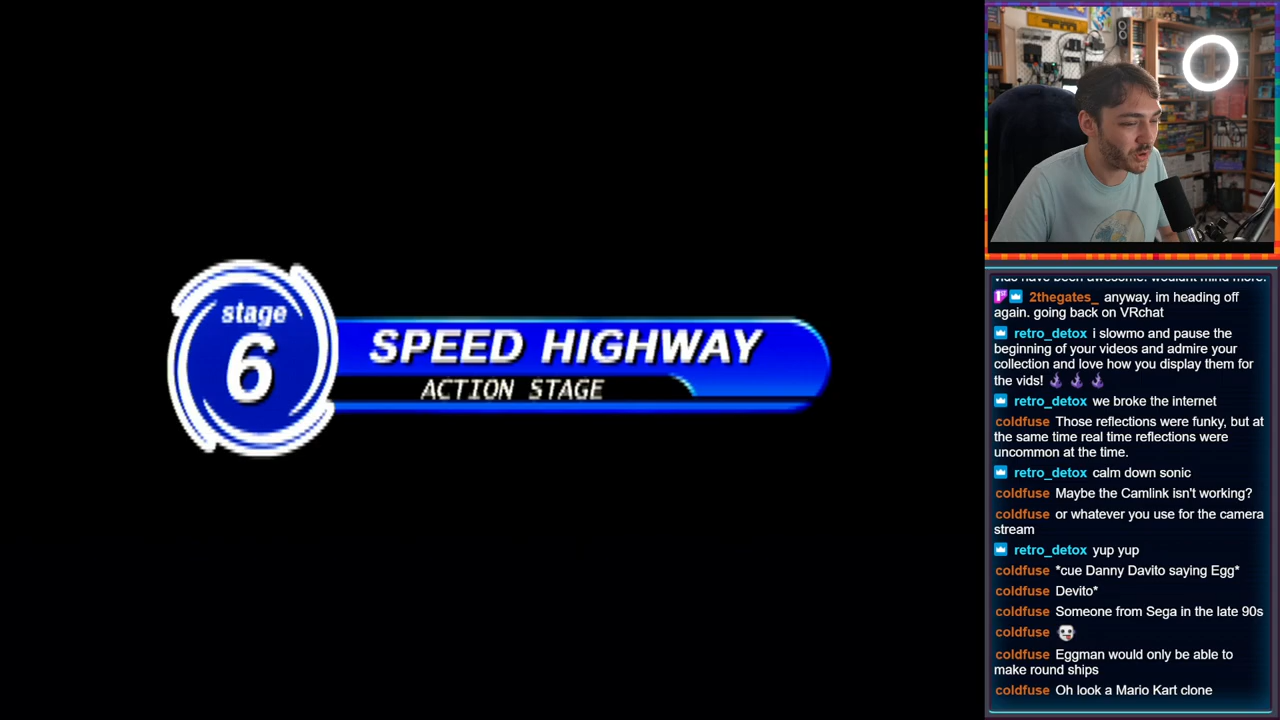 stage
6
SPEED HIGHWAY
ACTION STAGE
2thegates_ anyway. im heading off
again. going back on VRchat
retro_detox i slowmo and pause the
beginning of your videos and admire your
collection and love how you display them for
the vids!
retro_detox we broke the internet
coldfuse Those reflections were funky, but at
the same time real time reflections were
uncommon at the time.
retro_detox calm down sonic
coldfuse Maybe the Camlink isn't working?
coldfuse or whatever you use for the camera
stream
retro_detox yup yup
coldfuse *cue Danny Davito saying Egg*
coldfuse Devito*
coldfuse Someone from Sega in the late 90s
coldfuse
coldfuse Eggman would only be able to
make round ships
coldfuse Oh look a Mario Kart clone